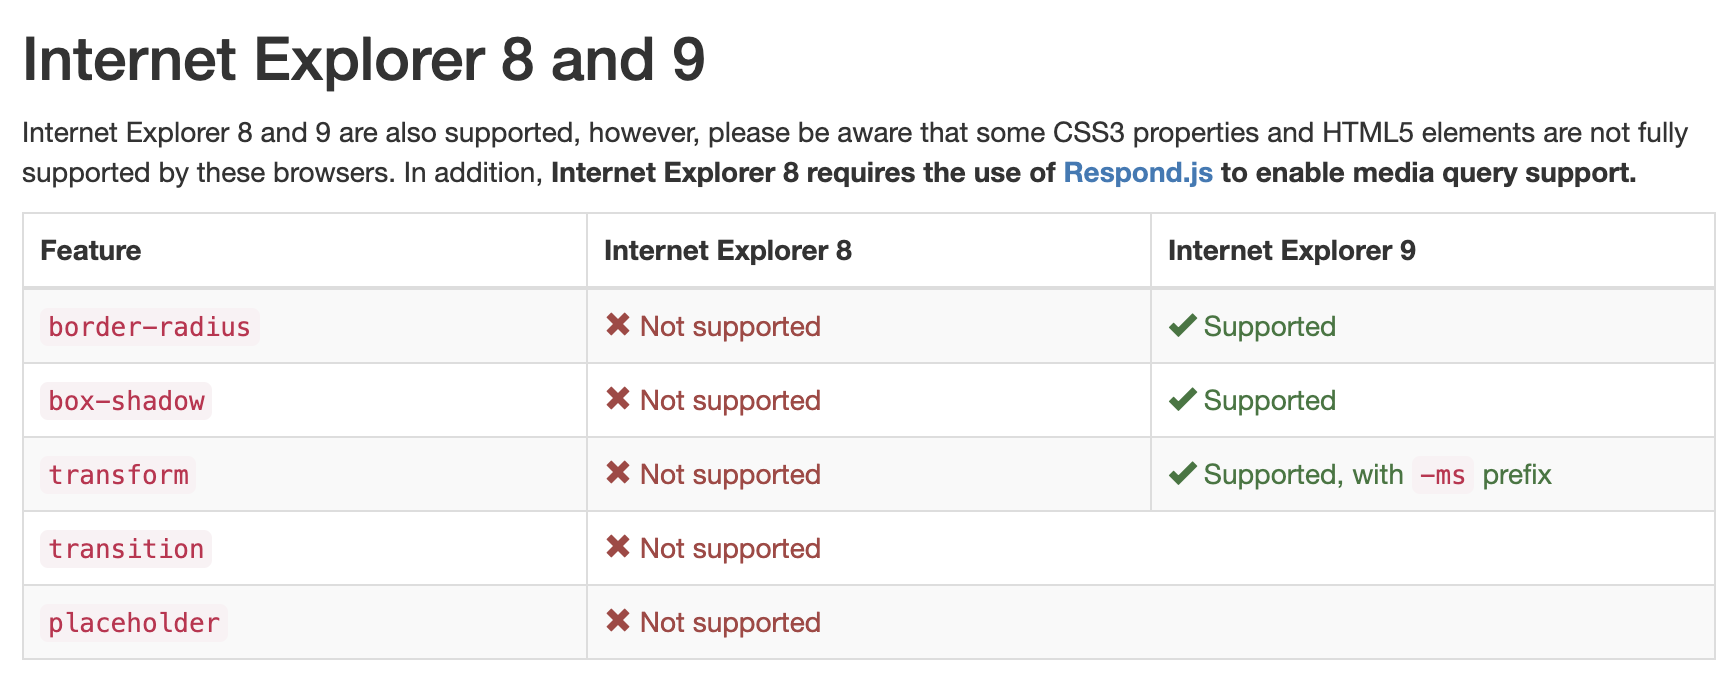 Internet Explorer 8 and 9
Internet Explorer 8 and 9 are also supported, however, please be aware that some CSS3 properties and HTML5 elements are not fully
supported by these browsers. In addition, Internet Explorer 8 requires the use of Respond.js to enable media query support.
Feature Internet Explorer 8 Internet Explorer 9
border-radius ✖ Not supported ✔ Supported
box-shadow ✖ Not supported ✔ Supported
transform ✖ Not supported ✔ Supported, with -ms prefix
transition ✖ Not supported
placeholder ✖ Not supported